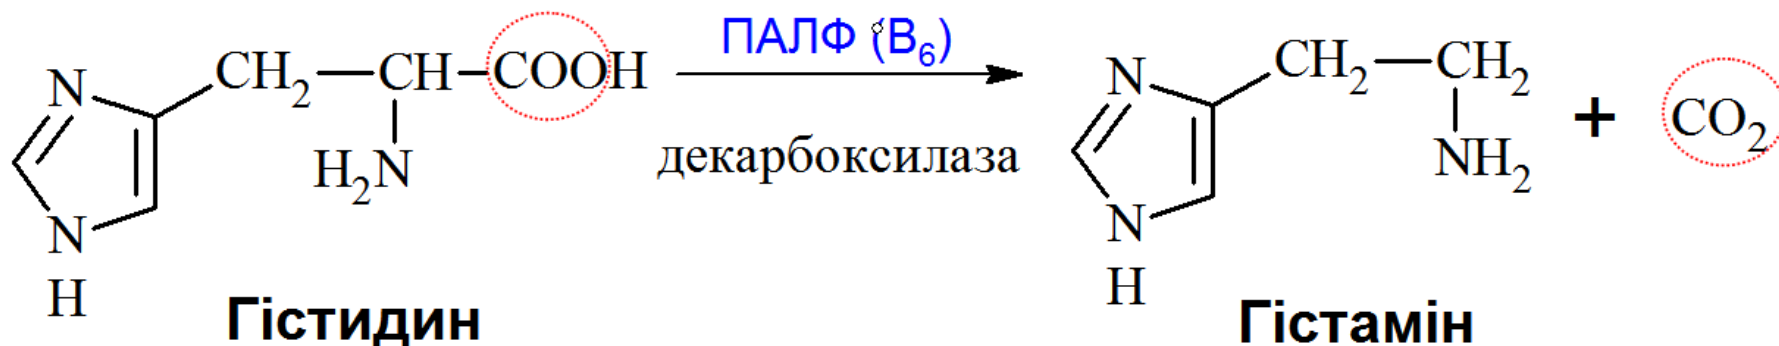 ПАЛФ (B₆)
N CH₂ CH COOH N CH₂ CH₂ + CO₂
H₂N декарбоксилаза NH₂
N N
H H
Гістидин Гістамін